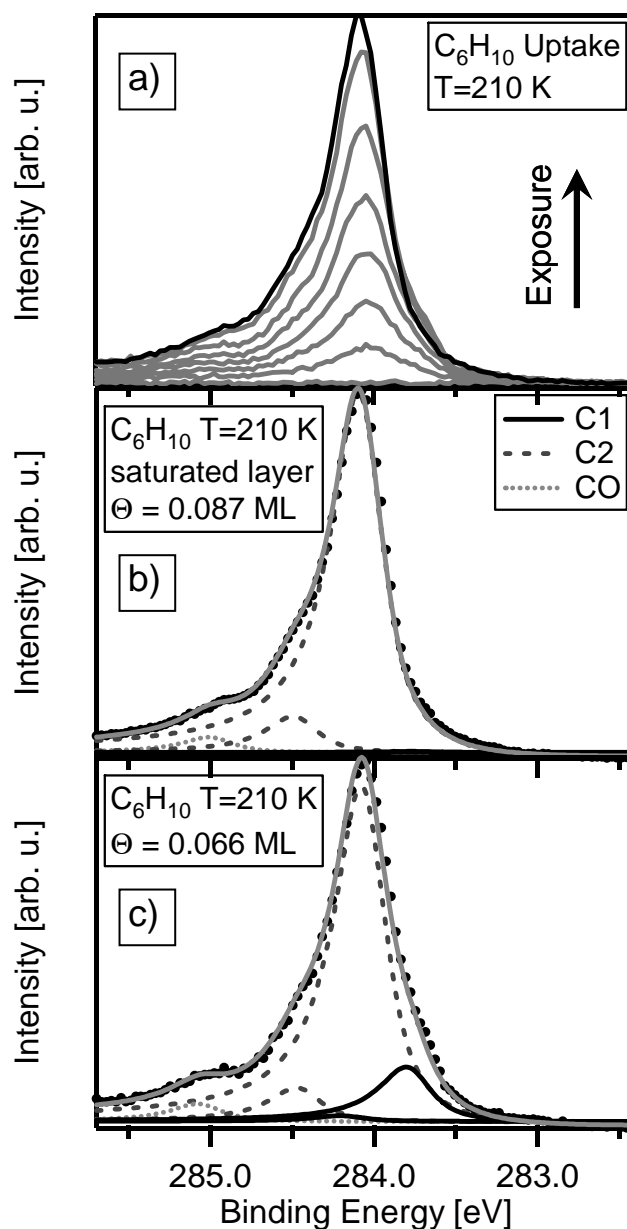 a)
C₆H₁₀ Uptake
T=210 K
Exposure
Intensity [arb. u.]
C₆H₁₀ T=210 K
saturated layer
Θ = 0.087 ML
b)
C1
C2
CO
Intensity [arb. u.]
C₆H₁₀ T=210 K
Θ = 0.066 ML
c)
Intensity [arb. u.]
285.0 284.0 283.0
Binding Energy [eV]